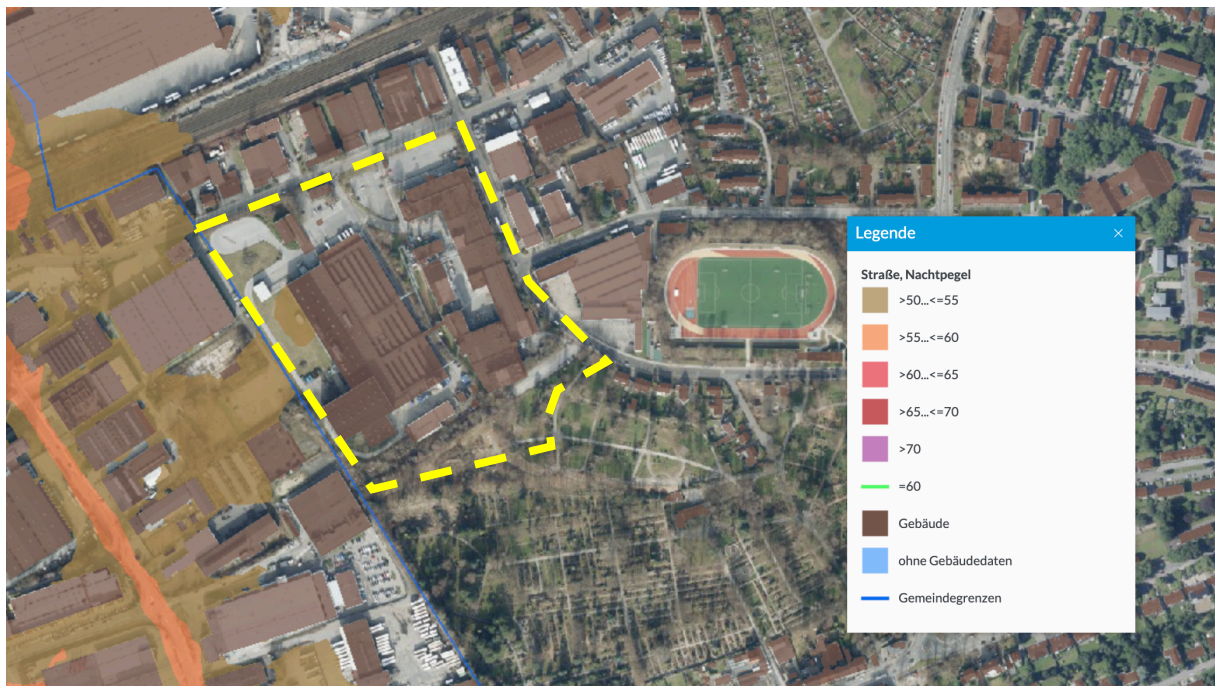 Legende
Straße, Nachtpegel
>50...<=55
>55...<=60
>60...<=65
>65...<=70
>70
=60
Gebäude
ohne Gebäudedaten
Gemeindegrenzen